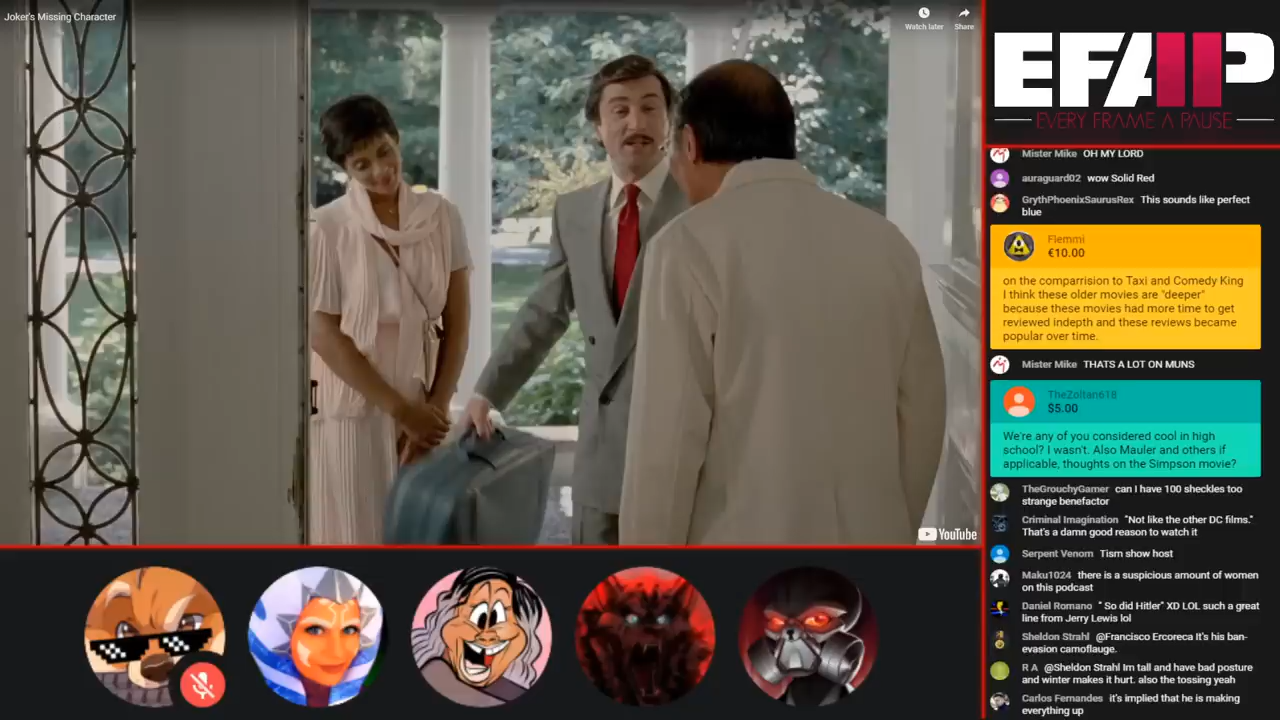 Joker's Missing Character
Watch later
Share
YouTube
EFAP
EVERY FRAME A PAUSE
Mister Mike OH MY LORD
auraguard02 wow Solid Red
GrythPhoenixSaurusRex This sounds like perfect
blue
Flemmi
€10.00
on the comparrision to Taxi and Comedy King
I think these older movies are "deeper"
because these movies had more time to get
reviewed indepth and these reviews became
popular over time.
Mister Mike THATS A LOT ON MUNS
TheZoltan618
$5.00
We're any of you considered cool in high
school? I wasn't. Also Mauler and others if
applicable, thoughts on the Simpson movie?
TheGrouchyGamer can I have 100 sheckles too
strange benefactor
Criminal Imagination "Not like the other DC films."
That's a damn good reason to watch it
Serpent Venom Tism show host
Maku1024 there is a suspicious amount of women
on this podcast
Daniel Romano " So did Hitler" XD LOL such a great
line from Jerry Lewis lol
Sheldon Strahl @Francisco Ercoreca It's his ban-
evasion camoflauge.
R A @Sheldon Strahl Im tall and have bad posture
and winter makes it hurt. also the tossing yeah
Carlos Fernandes it's implied that he is making
everything up